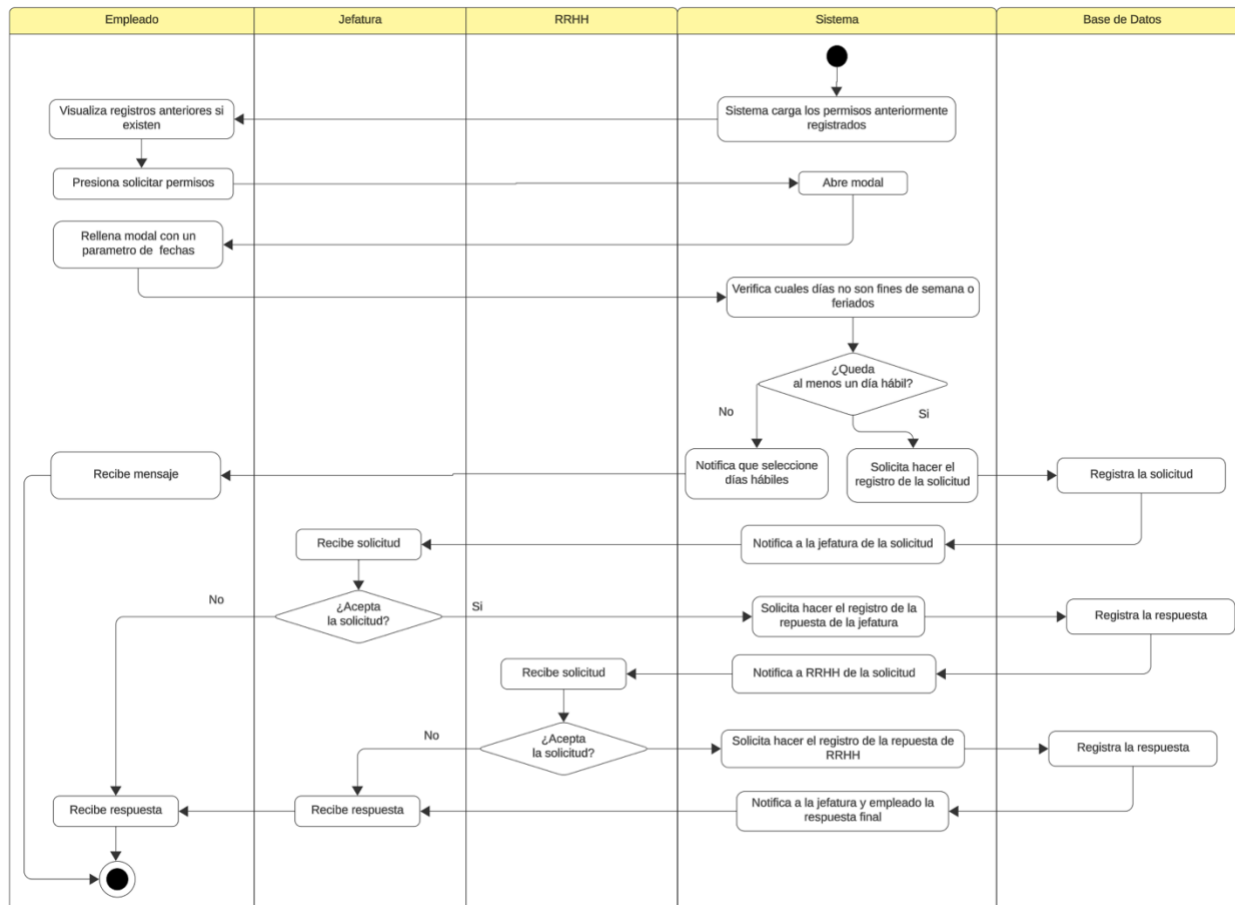 Empleado
Jefatura
RRHH
Sistema
Base de Datos
Visualiza registros anteriores si
existen
Sistema carga los permisos anteriormente
registrados
Presiona solicitar permisos
Abre modal
Rellena modal con un
parametro de fechas
Verifica cuales días no son fines de semana o
feriados
¿Queda
al menos un día hábil?
No
Si
Recibe mensaje
Notifica que seleccione
días hábiles
Solicita hacer el
registro de la solicitud
Registra la solicitud
Recibe solicitud
Notifica a la jefatura de la solicitud
No
¿Acepta
la solicitud?
Si
Solicita hacer el registro de la
repuesta de la jefatura
Registra la respuesta
Recibe solicitud
Notifica a RRHH de la solicitud
No
¿Acepta
la solicitud?
Solicita hacer el registro de la repuesta de
RRHH
Registra la respuesta
Recibe respuesta
Recibe respuesta
Notifica a la jefatura y empleado la
respuesta final